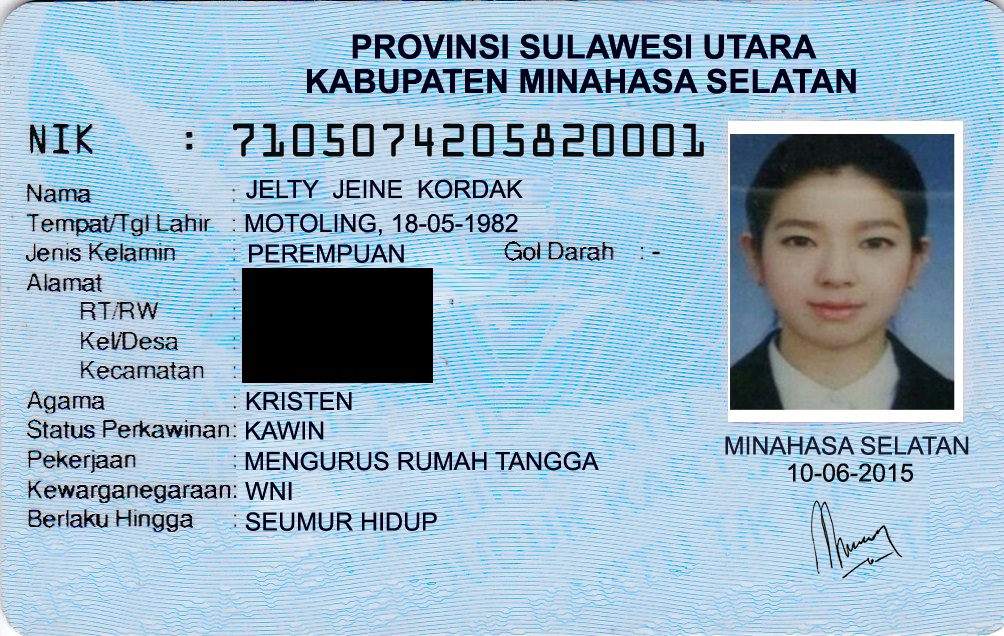 PROVINSI SULAWESI UTARA
KABUPATEN MINAHASA SELATAN
NIK : 7105074205820001
Nama : JELTY JEINE KORDAK
Tempat/Tgl Lahir : MOTOLING, 18-05-1982
Jenis Kelamin : PEREMPUAN Gol Darah : -
Alamat :
RT/RW :
Kel/Desa :
Kecamatan :
Agama : KRISTEN
Status Perkawinan: KAWIN
Pekerjaan : MENGURUS RUMAH TANGGA
Kewarganegaraan: WNI
Berlaku Hingga : SEUMUR HIDUP
MINAHASA SELATAN
10-06-2015